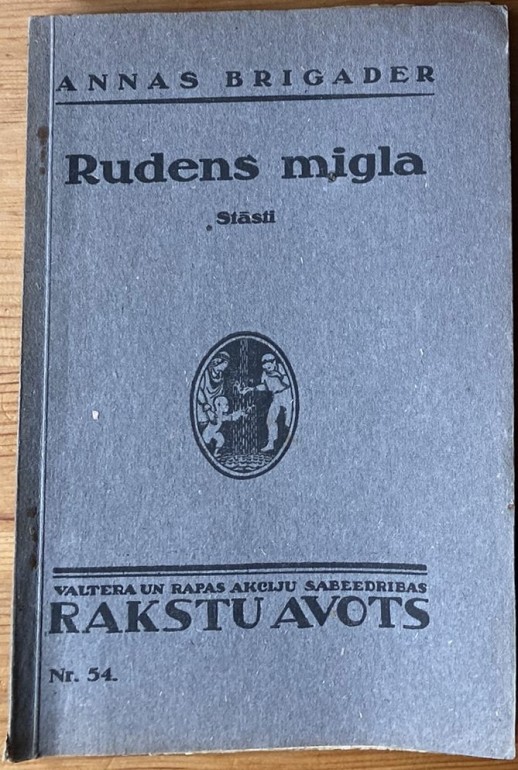 ANNAS BRIGADER
Rudens migla
Stāsti
VALTERA UN RAPAS AKCIJU SABEEDRIBAS
RAKSTU AVOTS
Nr. 54.